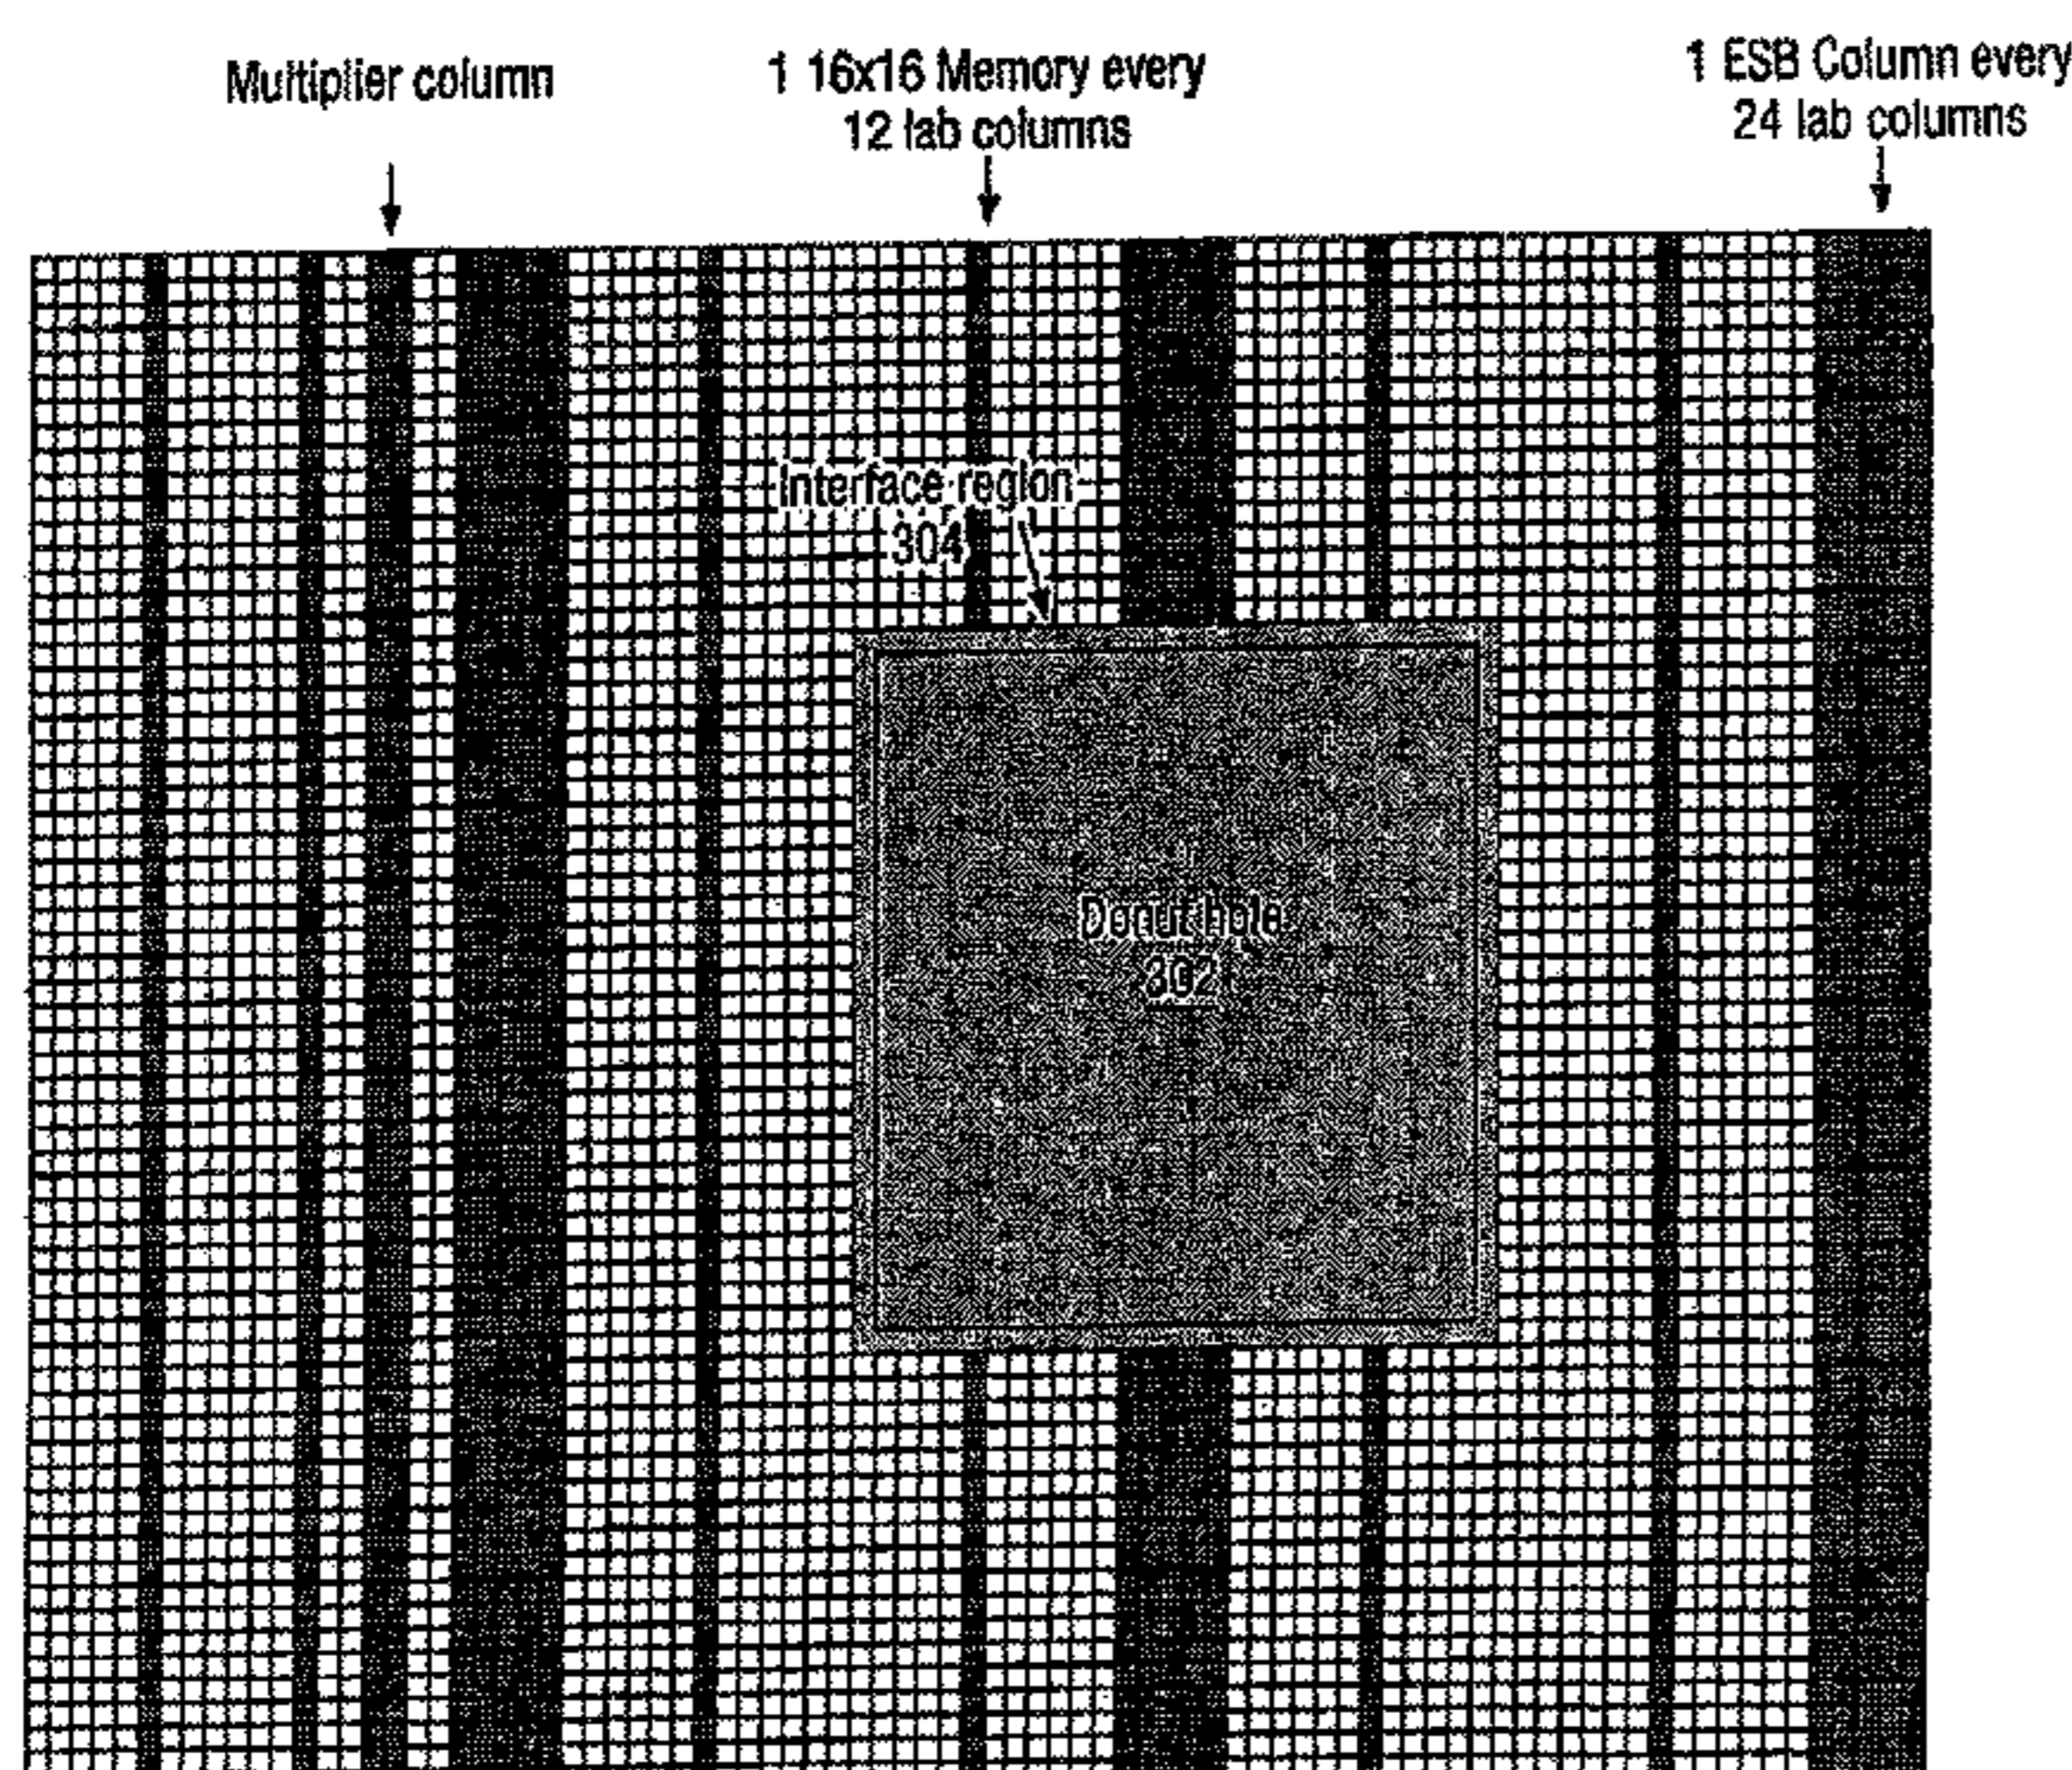 Multiplier column
1 16x16 Memory every
12 lab columns
1 ESB Column every
24 lab columns
Interface region
304
Donut hole
302